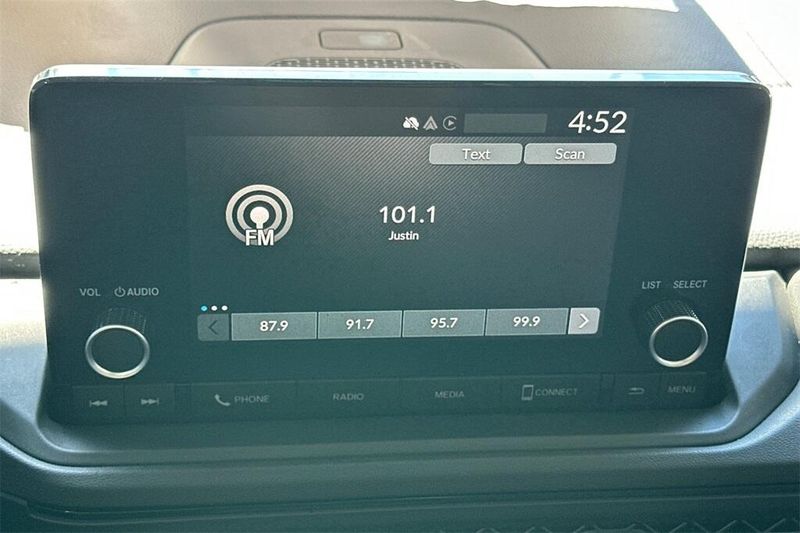 4:52
Text Scan
101.1
FM
Justin
VOL AUDIO
LIST SELECT
87.9 91.7 95.7 99.9
PHONE RADIO MEDIA CONNECT MENU